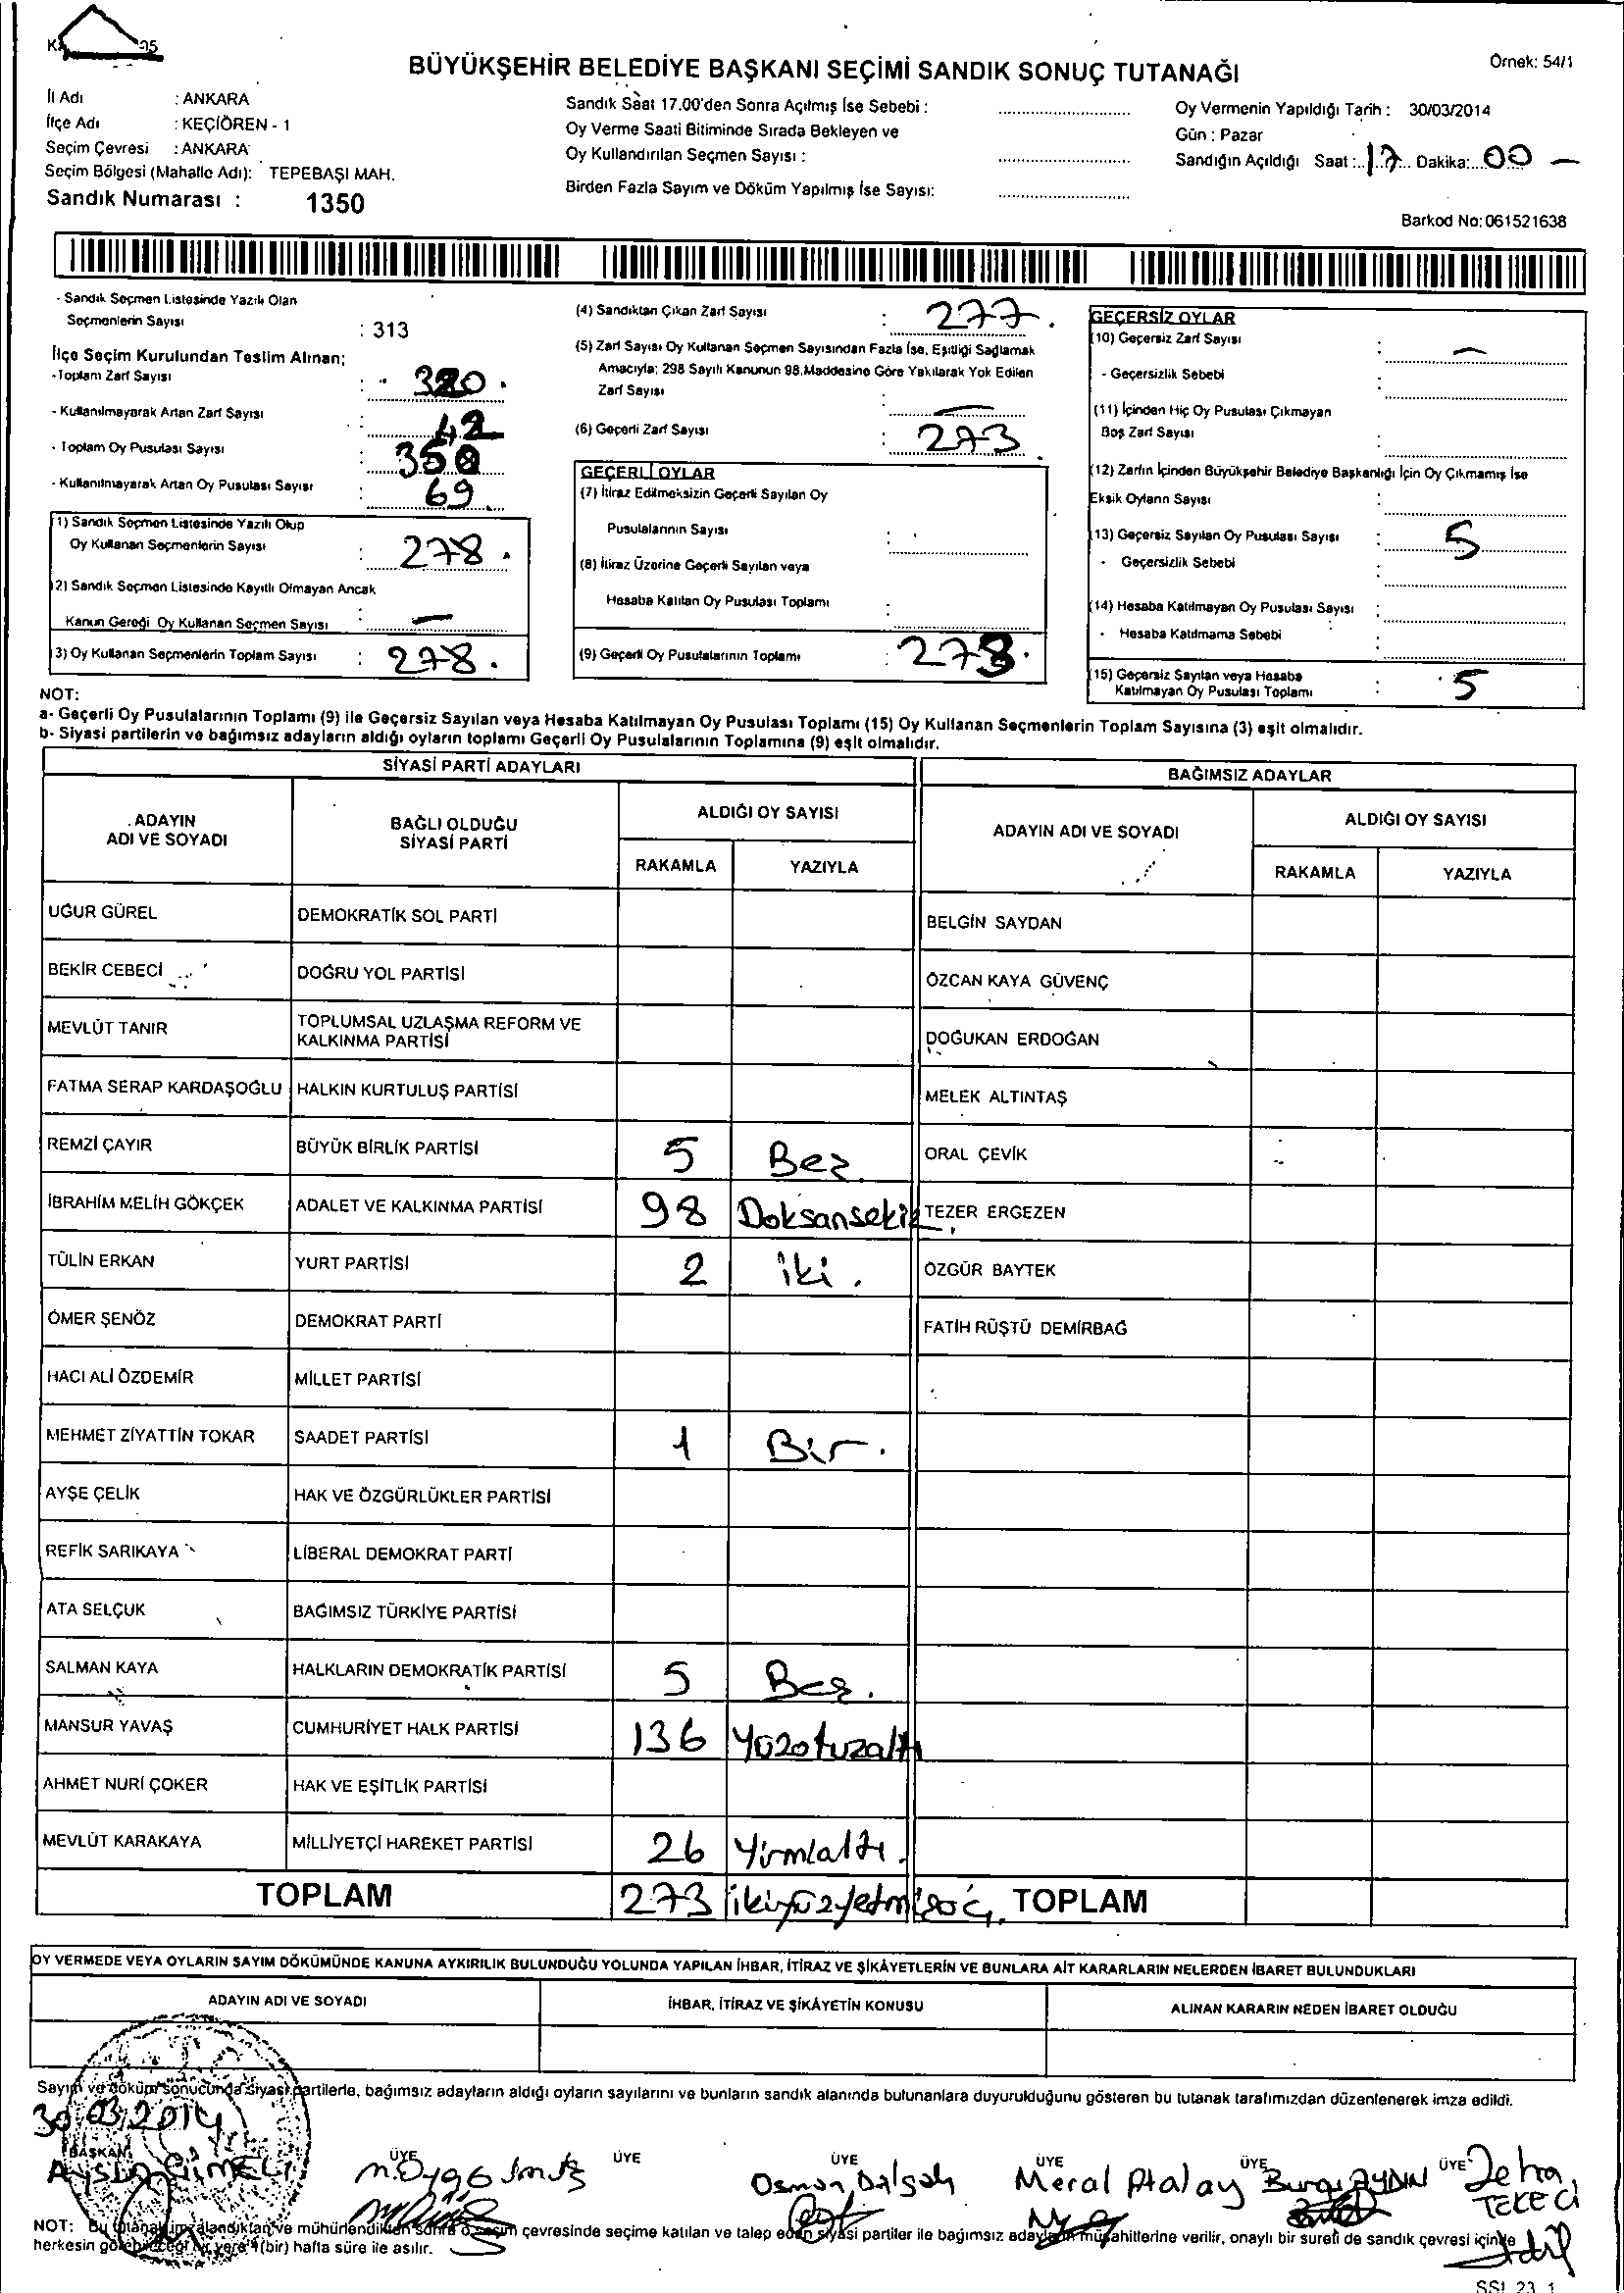 BÜYÜKŞEHİR BELEDİYE BAŞKANI SEÇİMİ SANDIK SONUÇ TUTANAĞI
Örnek: 54/1
İl Adı : ANKARA
İlçe Adı : KEÇİÖREN - 1
Seçim Çevresi : ANKARA
Seçim Bölgesi (Mahalle Adı): TEPEBAŞI MAH.
Sandık Numarası : 1350
Sandık Saat 17.00'den Sonra Açılmış İse Sebebi :
Oy Verme Saati Bitiminde Sırada Bekleyen ve
Oy Kullandırılan Seçmen Sayısı :
Birden Fazla Sayım ve Döküm Yapılmış İse Sayısı:
Oy Vermenin Yapıldığı Tarih : 30/03/2014
Gün : Pazar
Sandığın Açıldığı Saat : 17 Dakika: 00 -
Barkod No: 061521638
- Sandık Seçmen Listesinde Yazılı Olan
Seçmenlerin Sayısı : 313
İlçe Seçim Kurulundan Teslim Alınan;
- Toplam Zarf Sayısı : 320
- Kullanılmayarak Artan Zarf Sayısı : 42
- Toplam Oy Pusulası Sayısı : 350
- Kullanılmayarak Artan Oy Pusulası Sayısı : 69
(1) Sandık Seçmen Listesinde Yazılı Olup
Oy Kullanan Seçmenlerin Sayısı : 278
(2) Sandık Seçmen Listesinde Kayıtlı Olmayan Ancak
Kanun Gereği Oy Kullanan Seçmen Sayısı : -
(3) Oy Kullanan Seçmenlerin Toplam Sayısı : 278
(4) Sandıktan Çıkan Zarf Sayısı : 277
(5) Zarf Sayısı Oy Kullanan Seçmen Sayısından Fazla İse, Eşitliği Sağlamak
Amacıyla; 298 Sayılı Kanunun 98.Maddesine Göre Yakılarak Yok Edilen
Zarf Sayısı : -
(6) Geçerli Zarf Sayısı : 273
GEÇERLİ OYLAR
(7) İtiraz Edilmeksizin Geçerli Sayılan Oy
Pusulalarının Sayısı :
(8) İtiraz Üzerine Geçerli Sayılan veya
Hesaba Katılan Oy Pusulası Toplamı :
(9) Geçerli Oy Pusulalarının Toplamı : 273
GEÇERSİZ OYLAR
(10) Geçersiz Zarf Sayısı : -
- Geçersizlik Sebebi :
(11) İçinden Hiç Oy Pusulası Çıkmayan
Boş Zarf Sayısı :
(12) Zarfın İçinden Büyükşehir Belediye Başkanlığı İçin Oy Çıkmamış İse
Eksik Oyların Sayısı :
(13) Geçersiz Sayılan Oy Pusulası Sayısı : 5
- Geçersizlik Sebebi :
(14) Hesaba Katılmayan Oy Pusulası Sayısı :
- Hesaba Katılmama Sebebi :
(15) Geçersiz Sayılan veya Hesaba
Katılmayan Oy Pusulası Toplamı : 5
NOT:
a- Geçerli Oy Pusulalarının Toplamı (9) ile Geçersiz Sayılan veya Hesaba Katılmayan Oy Pusulası Toplamı (15) Oy Kullanan Seçmenlerin Toplam Sayısına (3) eşit olmalıdır.
b- Siyasi partilerin ve bağımsız adayların aldığı oyların toplamı Geçerli Oy Pusulalarının Toplamına (9) eşit olmalıdır.
SİYASİ PARTİ ADAYLARI
ADAYIN ADI VE SOYADI
BAĞLI OLDUĞU SİYASİ PARTİ
ALDIĞI OY SAYISI
RAKAMLA YAZIYLA
UĞUR GÜREL DEMOKRATİK SOL PARTİ
BEKİR CEBECİ DOĞRU YOL PARTİSİ
MEVLÜT TANIR TOPLUMSAL UZLAŞMA REFORM VE KALKINMA PARTİSİ
FATMA SERAP KARDAŞOĞLU HALKIN KURTULUŞ PARTİSİ
REMZİ ÇAYIR BÜYÜK BİRLİK PARTİSİ 5 Beş
İBRAHİM MELİH GÖKÇEK ADALET VE KALKINMA PARTİSİ 98 Doksansekiz
TÜLİN ERKAN YURT PARTİSİ 2 iki.
ÖMER ŞENÖZ DEMOKRAT PARTİ
HACI ALİ ÖZDEMİR MİLLET PARTİSİ
MEHMET ZİYATTİN TOKAR SAADET PARTİSİ 1 Bir.
AYŞE ÇELİK HAK VE ÖZGÜRLÜKLER PARTİSİ
REFİK SARIKAYA LİBERAL DEMOKRAT PARTİ
ATA SELÇUK BAĞIMSIZ TÜRKİYE PARTİSİ
SALMAN KAYA HALKLARIN DEMOKRATİK PARTİSİ 5 Beş.
MANSUR YAVAŞ CUMHURİYET HALK PARTİSİ 136 Yüzotuzaltı
AHMET NURİ ÇOKER HAK VE EŞİTLİK PARTİSİ
MEVLÜT KARAKAYA MİLLİYETÇİ HAREKET PARTİSİ 26 Yirmialtı.
TOPLAM 273 ikiyüzyetmişüç.
BAĞIMSIZ ADAYLAR
ADAYIN ADI VE SOYADI
ALDIĞI OY SAYISI
RAKAMLA YAZIYLA
BELGİN SAYDAN
ÖZCAN KAYA GÜVENÇ
DOĞUKAN ERDOĞAN
MELEK ALTINTAŞ
ORAL ÇEVİK
TEZER ERGEZEN
ÖZGÜR BAYTEK
FATİH RÜŞTÜ DEMİRBAĞ
TOPLAM
OY VERMEDE VEYA OYLARIN SAYIM DÖKÜMÜNDE KANUNA AYKIRILIK BULUNDUĞU YOLUNDA YAPILAN İHBAR, İTİRAZ VE ŞİKÂYETLERİN VE BUNLARA AİT KARARLARIN NELERDEN İBARET BULUNDUKLARI
ADAYIN ADI VE SOYADI
İHBAR, İTİRAZ VE ŞİKÂYETİN KONUSU
ALINAN KARARIN NEDEN İBARET OLDUĞU
Sayım ve döküm sonucunda siyasi partilerle, bağımsız adayların aldığı oyların sayılarını ve bunların sandık alanında bulunanlara duyurulduğunu gösteren bu tutanak tarafımızdan düzenlenerek imza edildi.
30.03.2014
BAŞKAN ÜYE ÜYE ÜYE ÜYE ÜYE ÜYE
Osman Dalşah Meral Atalay AYDIN Zehra TEKECİ
NOT: Bu tutanak imzalandıktan ve mühürlendikten sonra o seçim çevresinde seçime katılan ve talep eden siyasi partiler ile bağımsız adayların müşahitlerine verilir, onaylı bir sureti de sandık çevresi içinde
herkesin görebileceği bir yere 1(bir) hafta süre ile asılır.